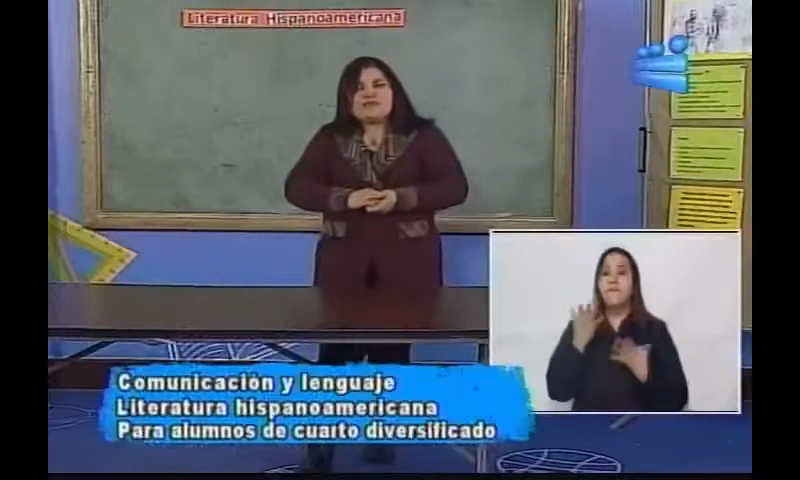 Literatura Hispanoamericana
Comunicación y lenguaje
Literatura hispanoamericana
Para alumnos de cuarto diversificado